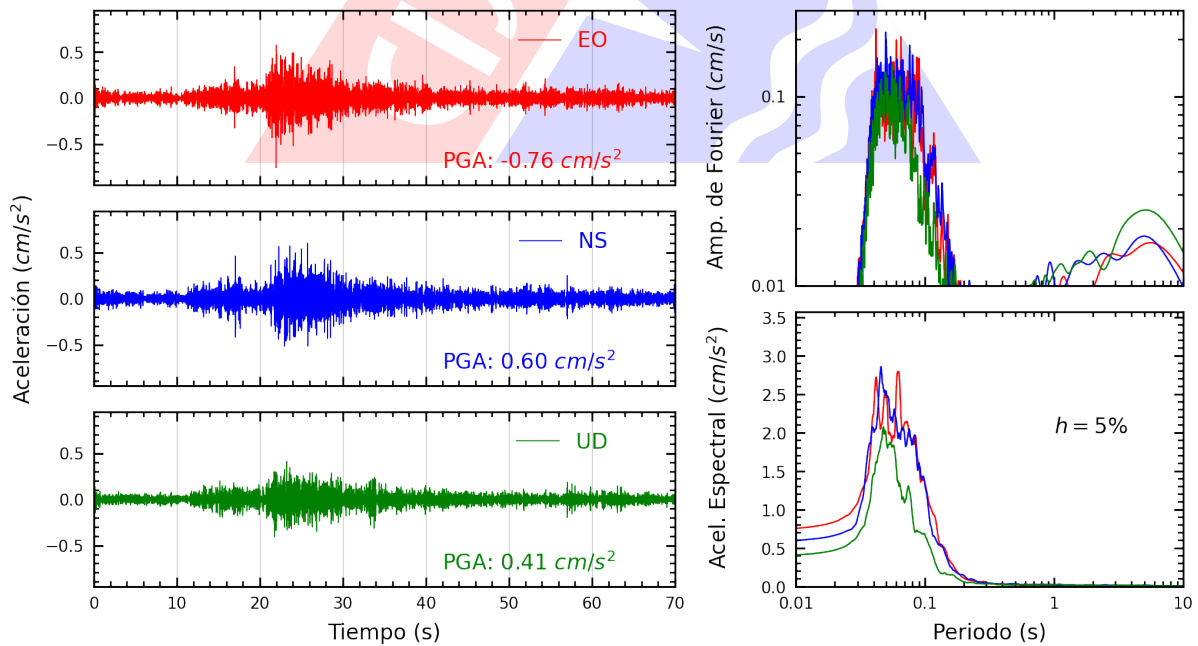 Aceleración (cm/s²)
0.5
0.0
−0.5
EO
PGA: -0.76 cm/s²
0.5
0.0
−0.5
NS
PGA: 0.60 cm/s²
0.5
0.0
−0.5
UD
PGA: 0.41 cm/s²
0 10 20 30 40 50 60 70
Tiempo (s)
Amp. de Fourier (cm/s)
0.1
0.01
Acel. Espectral (cm/s²)
3.5
3.0
2.5
2.0
1.5
1.0
0.5
0.0
h = 5%
0.01 0.1 1 10
Periodo (s)